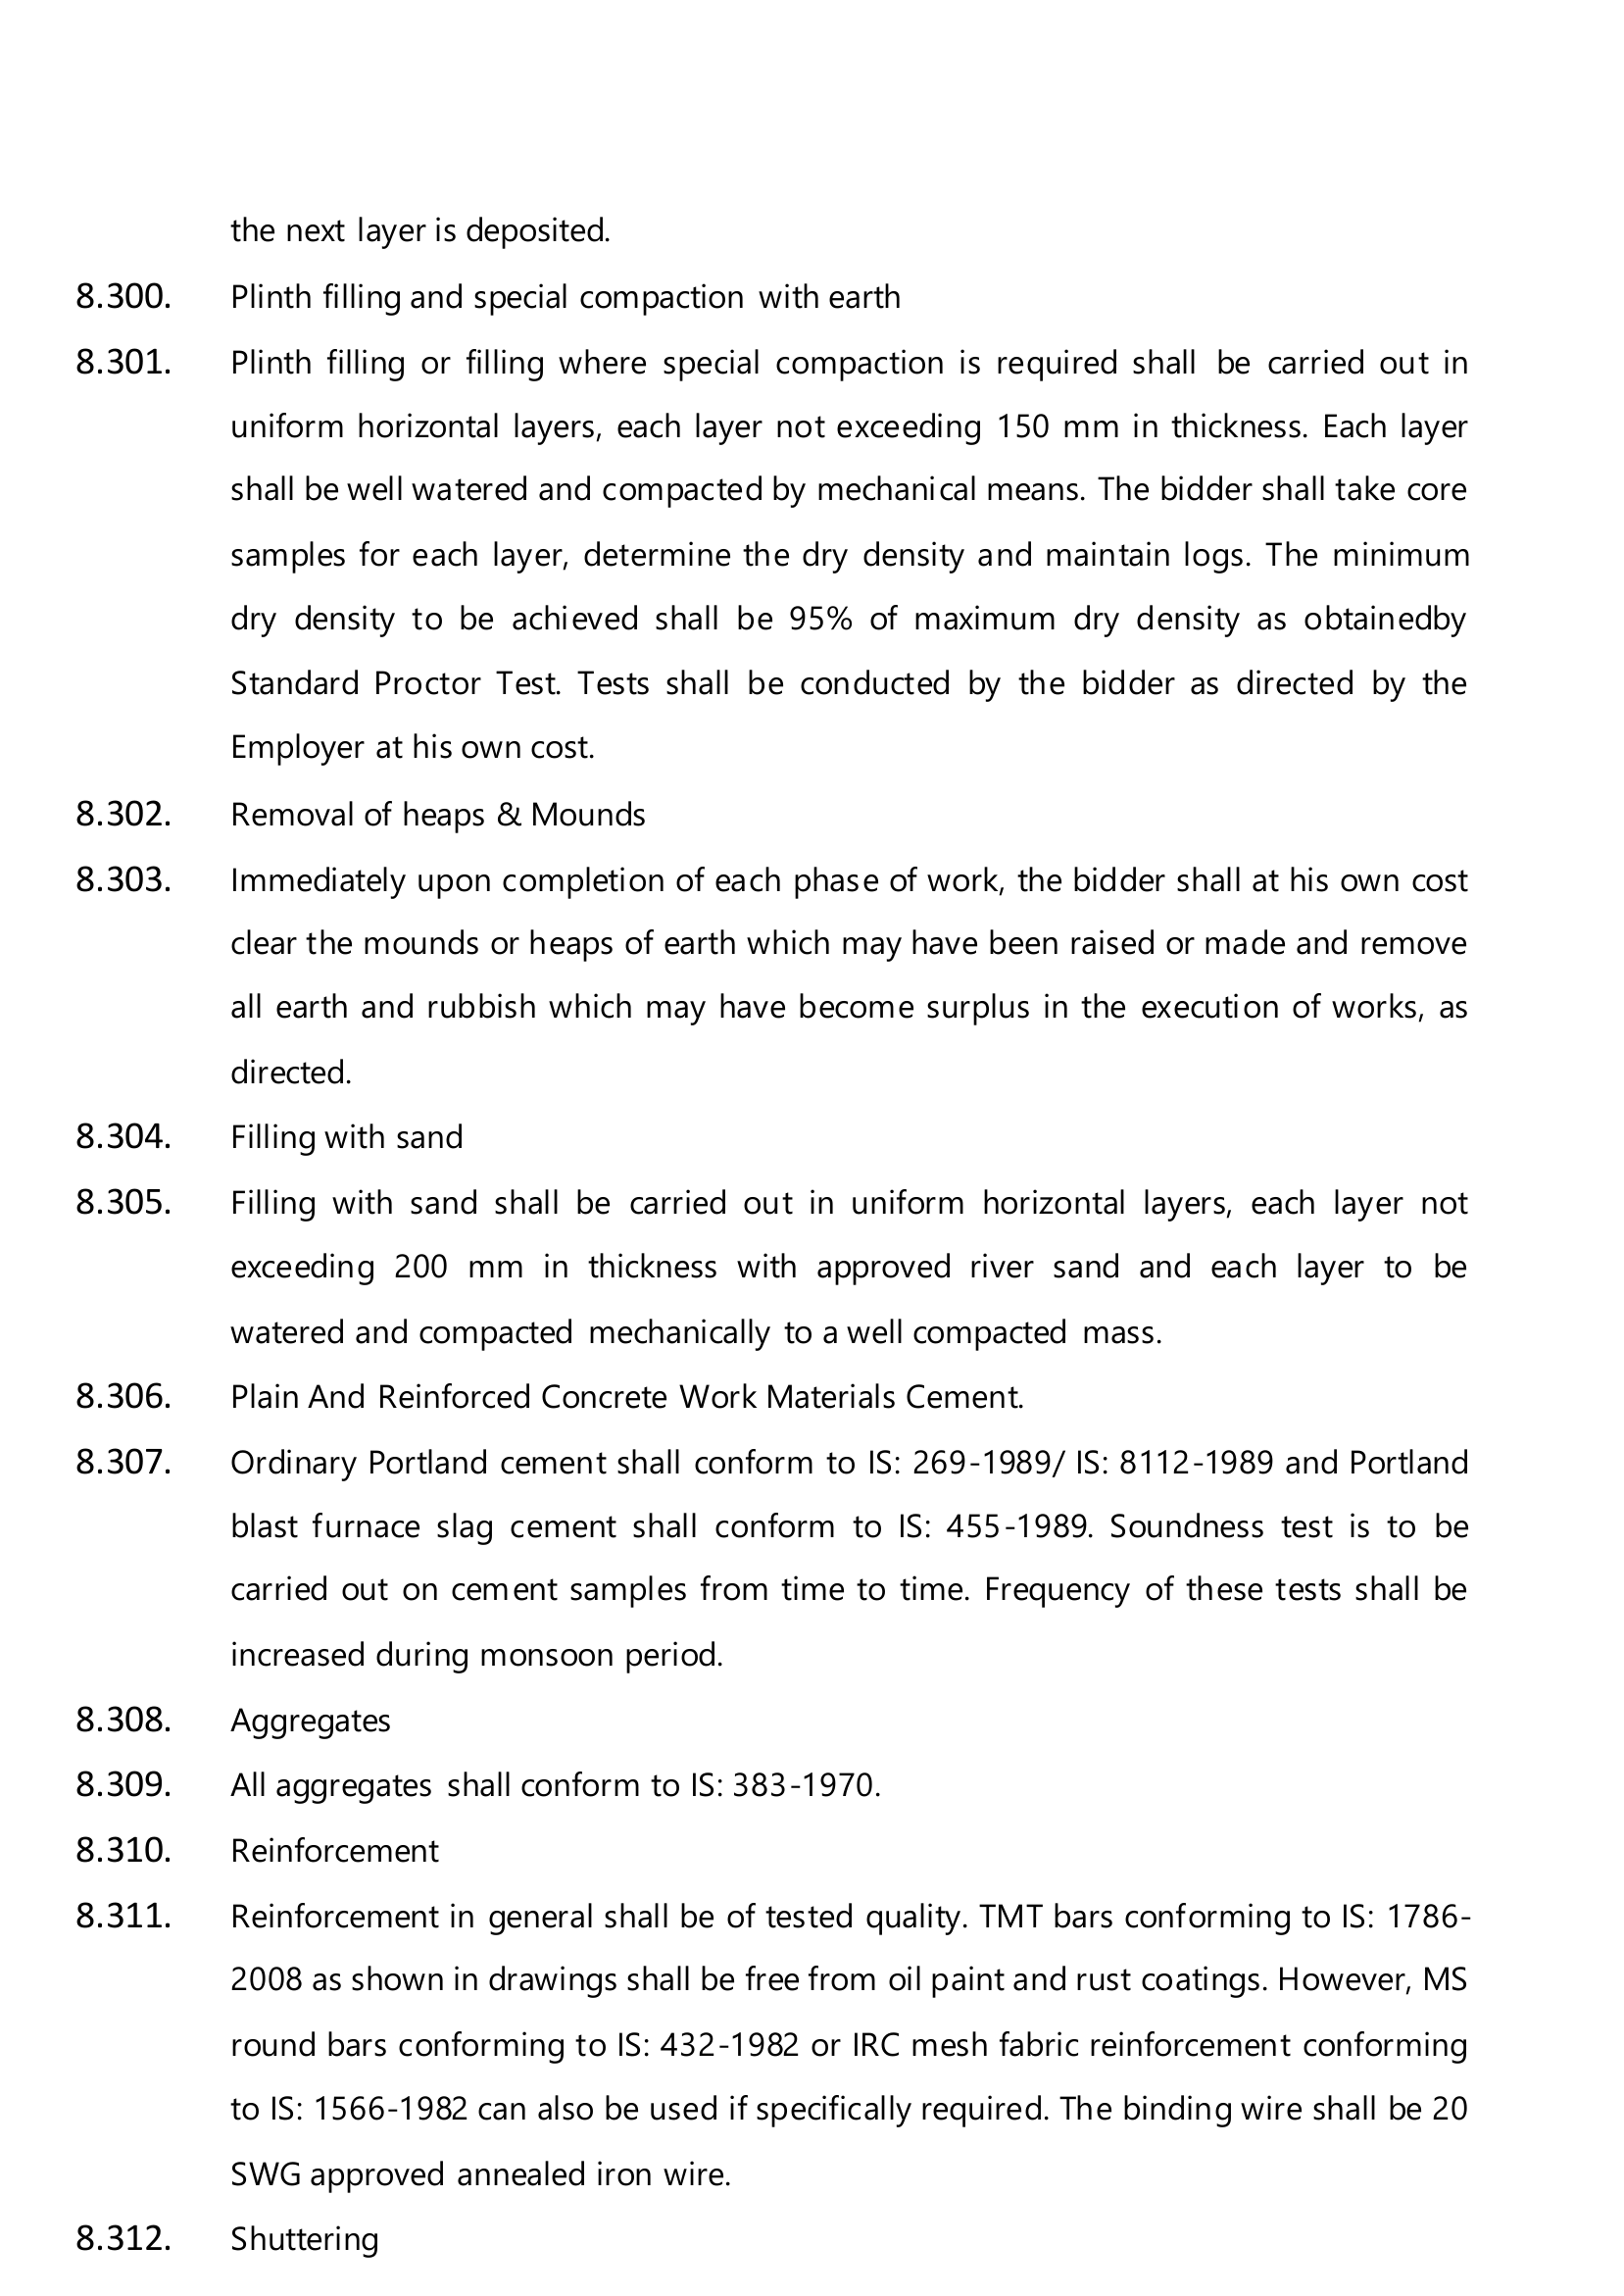 the next layer is deposited.
8.300. Plinth filling and special compaction with earth
8.301. Plinth filling or filling where special compaction is required shall be carried out in
uniform horizontal layers, each layer not exceeding 150 mm in thickness. Each layer
shall be well watered and compacted by mechanical means. The bidder shall take core
samples for each layer, determine the dry density and maintain logs. The minimum
dry density to be achieved shall be 95% of maximum dry density as obtainedby
Standard Proctor Test. Tests shall be conducted by the bidder as directed by the
Employer at his own cost.
8.302. Removal of heaps & Mounds
8.303. Immediately upon completion of each phase of work, the bidder shall at his own cost
clear the mounds or heaps of earth which may have been raised or made and remove
all earth and rubbish which may have become surplus in the execution of works, as
directed.
8.304. Filling with sand
8.305. Filling with sand shall be carried out in uniform horizontal layers, each layer not
exceeding 200 mm in thickness with approved river sand and each layer to be
watered and compacted mechanically to a well compacted mass.
8.306. Plain And Reinforced Concrete Work Materials Cement.
8.307. Ordinary Portland cement shall conform to IS: 269-1989/ IS: 8112-1989 and Portland
blast furnace slag cement shall conform to IS: 455-1989. Soundness test is to be
carried out on cement samples from time to time. Frequency of these tests shall be
increased during monsoon period.
8.308. Aggregates
8.309. All aggregates shall conform to IS: 383-1970.
8.310. Reinforcement
8.311. Reinforcement in general shall be of tested quality. TMT bars conforming to IS: 1786-
2008 as shown in drawings shall be free from oil paint and rust coatings. However, MS
round bars conforming to IS: 432-1982 or IRC mesh fabric reinforcement conforming
to IS: 1566-1982 can also be used if specifically required. The binding wire shall be 20
SWG approved annealed iron wire.
8.312. Shuttering